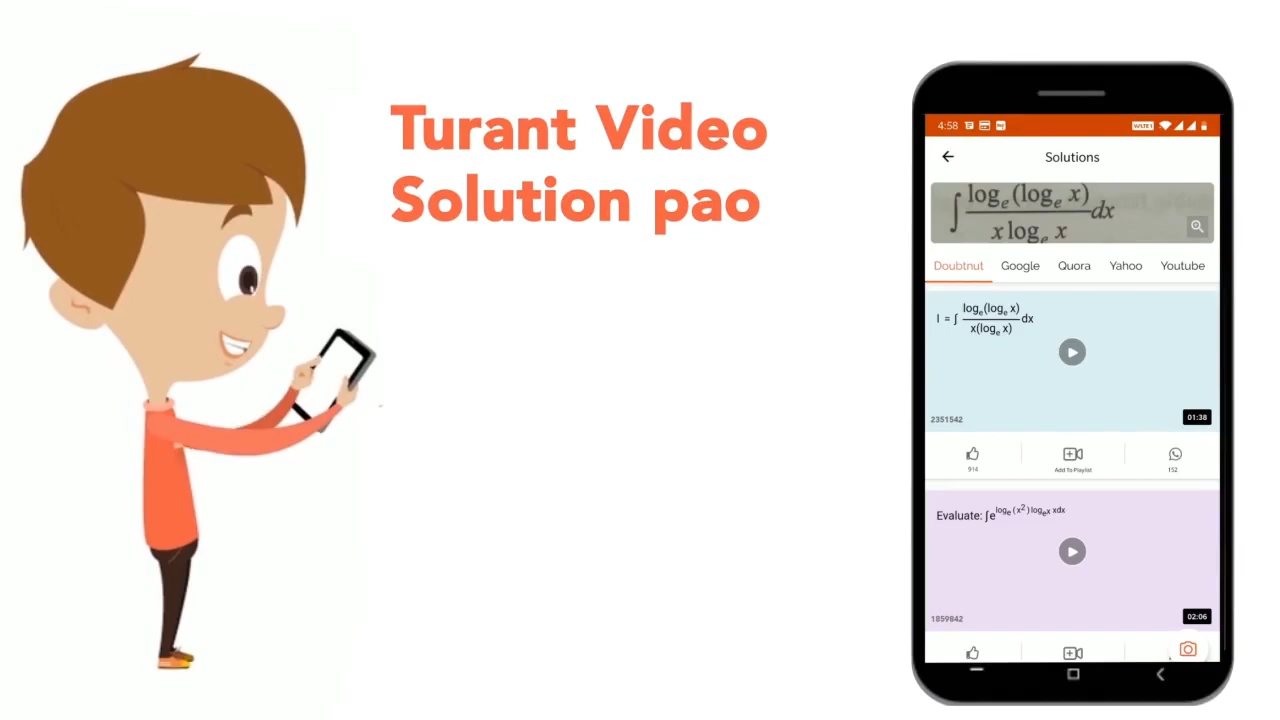 Turant Video
Solution pao
4:58
VoLTE1
Solutions
∫ logₑ(logₑ x) / x logₑ x dx
Doubtnut Google Quora Yahoo Youtube
I = ∫ logₑ(logₑ x) / x(logₑ x) dx
2351542 01:38
914 Add To Playlist 152
Evaluate: ∫e^logₑ(x²)logₑx xdx
1859842 02:06